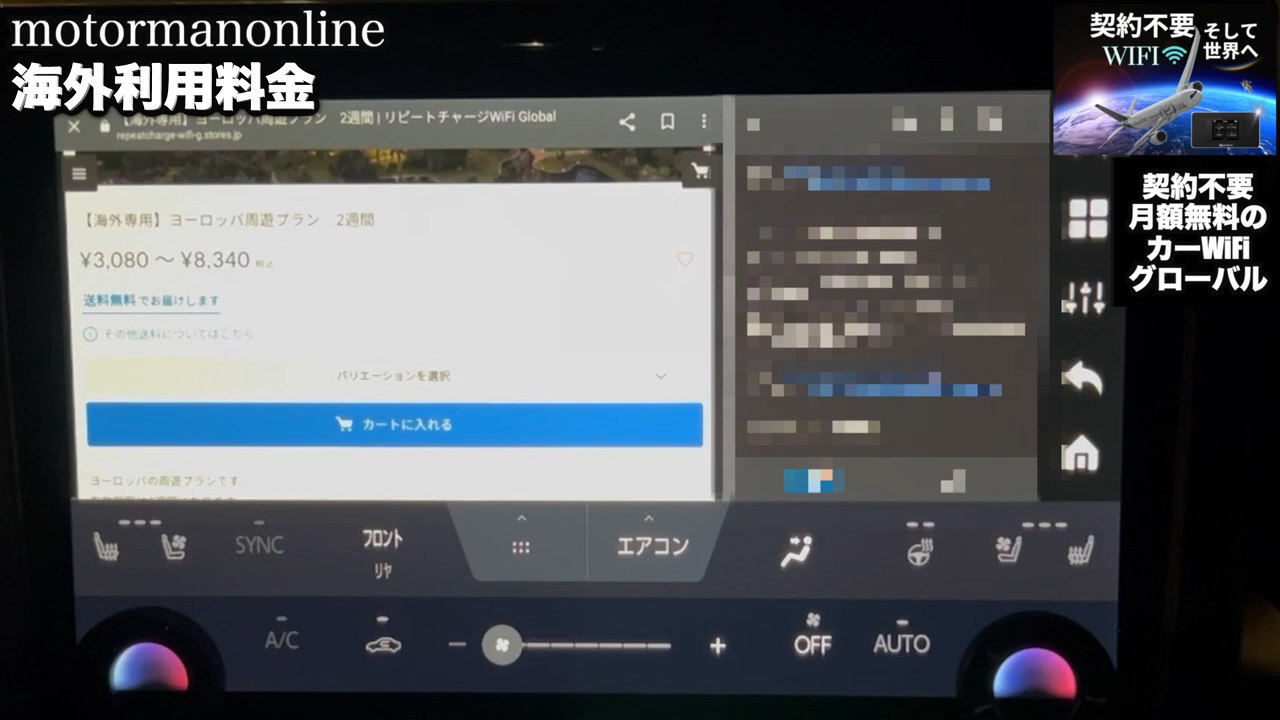 motormanonline
海外利用料金
契約不要 そして
WIFI 世界へ
契約不要
月額無料の
カーWiFi
グローバル
【海外専用】ヨーロッパ周遊プラン 2週間 | リピートチャージWiFi Global
repeatcharge-wifi-g.stores.jp
【海外専用】ヨーロッパ周遊プラン 2週間
¥3,080 〜 ¥8,340 税込
送料無料でお届けします
その他送料についてはこちら
バリエーションを選択
カートに入れる
ヨーロッパの周遊プランです。
SYNC
フロント
リヤ
エアコン
A/C
OFF
AUTO